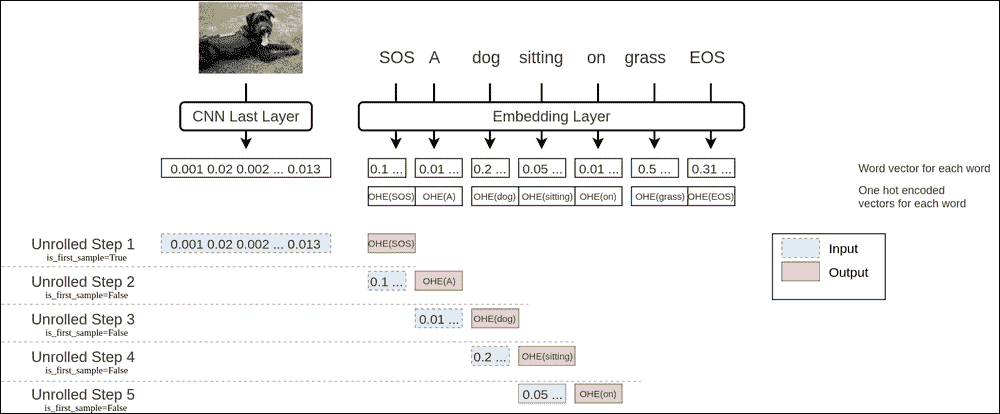 SOS A dog sitting on grass EOS
CNN Last Layer
Embedding Layer
0.001 0.02 0.002 ... 0.013
0.1 ... 0.01 ... 0.2 ... 0.05 ... 0.01 ... 0.5 ... 0.31 ...
Word vector for each word
OHE(SOS) OHE(A) OHE(dog) OHE(sitting) OHE(on) OHE(grass) OHE(EOS)
One hot encoded
vectors for each word
Unrolled Step 1
is_first_sample=True
0.001 0.02 0.002 ... 0.013
OHE(SOS)
Input
Output
Unrolled Step 2
is_first_sample=False
0.1 ...
OHE(A)
Unrolled Step 3
is_first_sample=False
0.01 ...
OHE(dog)
Unrolled Step 4
is_first_sample=False
0.2 ...
OHE(sitting)
Unrolled Step 5
is_first_sample=False
0.05 ...
OHE(on)